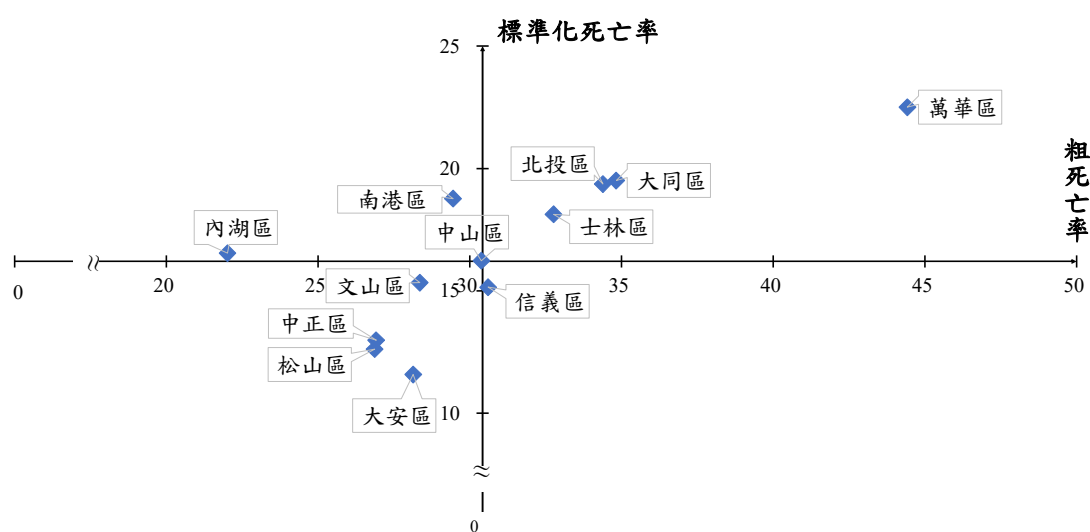 標準化死亡率
25
萬華區
粗死亡率
20
北投區
大同區
南港區
士林區
內湖區
中山區
0
20
25
30
35
40
45
50
文山區
15
信義區
中正區
松山區
大安區
10
0